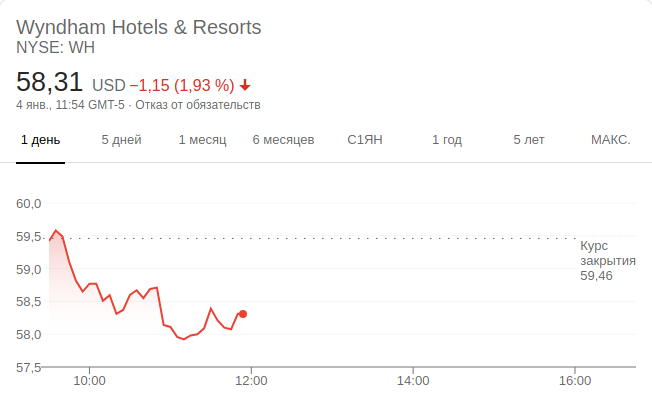 Wyndham Hotels & Resorts
NYSE: WH
58,31 USD −1,15 (1,93 %)
4 янв., 11:54 GMT-5 · Отказ от обязательств
1 день 5 дней 1 месяц 6 месяцев С1ЯН 1 год 5 лет МАКС.
60,0
59,5
Курс
закрытия
59,46
59,0
58,5
58,0
57,5
10:00 12:00 14:00 16:00